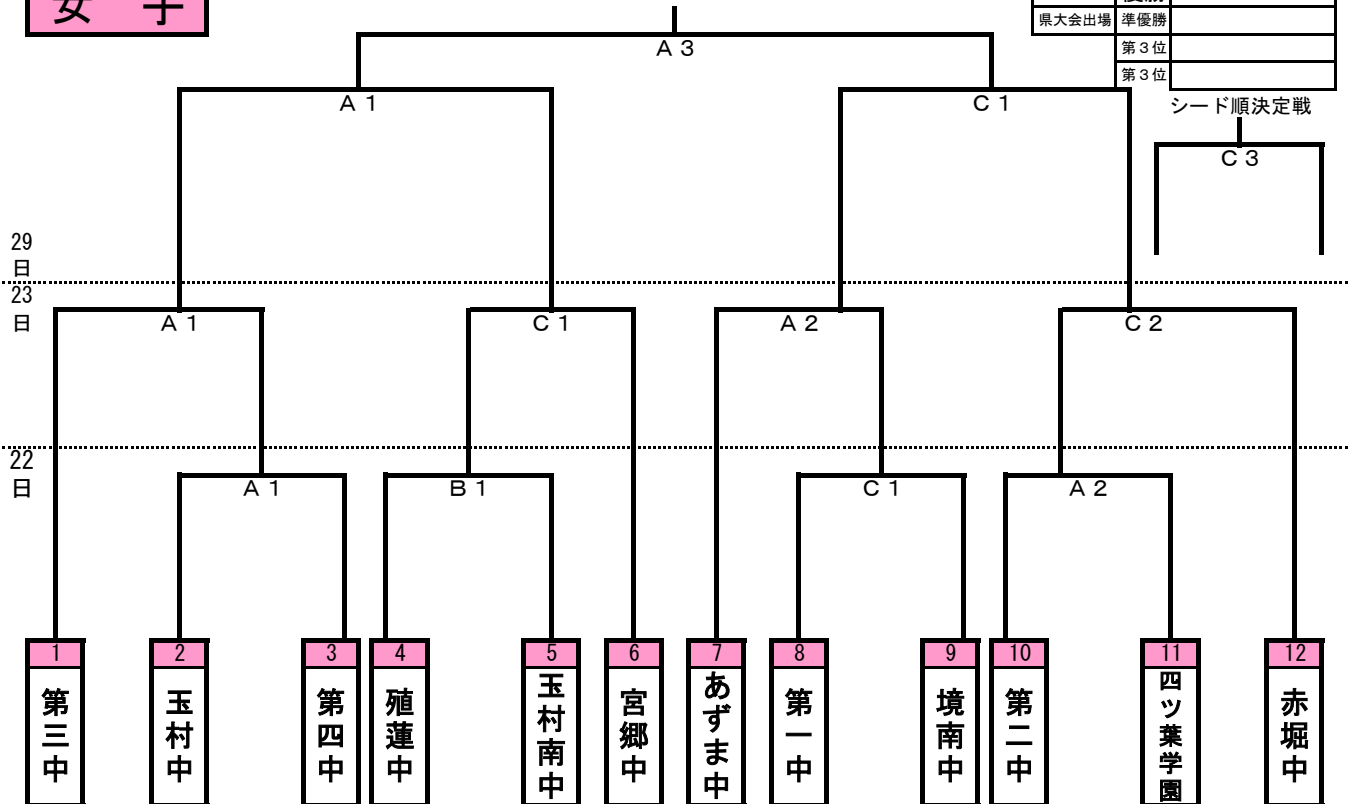 女　子
優勝
県大会出場 準優勝
第３位
第３位
Ａ３
Ａ１
Ｃ１
シード順決定戦
Ｃ３
29
日
23
日
Ａ１
Ｃ１
Ａ２
Ｃ２
22
日
Ａ１
Ｂ１
Ｃ１
Ａ２
1
2
3
4
5
6
7
8
9
10
11
12
第三中
玉村中
第四中
殖蓮中
玉村南中
宮郷中
あずま中
第一中
境南中
第二中
四ツ葉学園
赤堀中